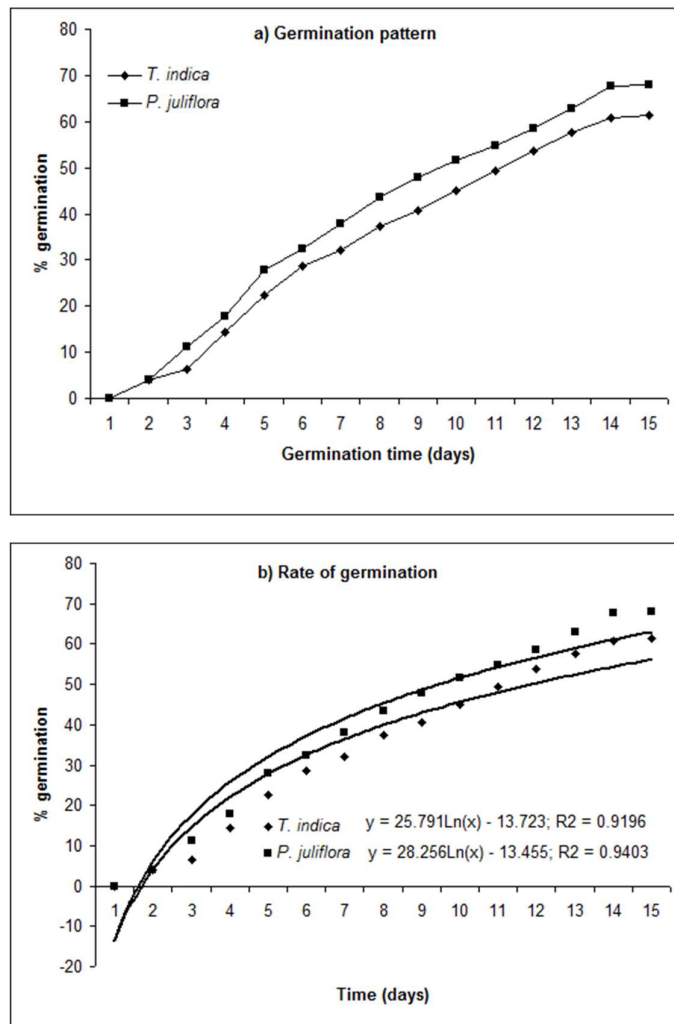 a) Germination pattern
T. indica
P. juliflora
80
70
60
50
40
30
20
10
0
% germination
1 2 3 4 5 6 7 8 9 10 11 12 13 14 15
Germination time (days)
b) Rate of germination
80
70
60
50
40
30
20
10
0
-10
-20
% germination
T. indica y = 25.791Ln(x) - 13.723; R2 = 0.9196
P. juliflora y = 28.256Ln(x) - 13.455; R2 = 0.9403
1 2 3 4 5 6 7 8 9 10 11 12 13 14 15
Time (days)